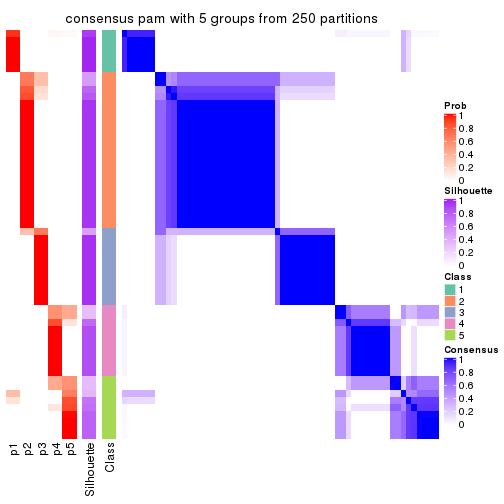 consensus pam with 5 groups from 250 partitions
Prob
1
0.8
0.6
0.4
0.2
0
Silhouette
1
0.8
0.6
0.4
0.2
0
Class
1
2
3
4
5
Consensus
1
0.8
0.6
0.4
0.2
0
p1
p2
p3
p4
p5
Silhouette
Class